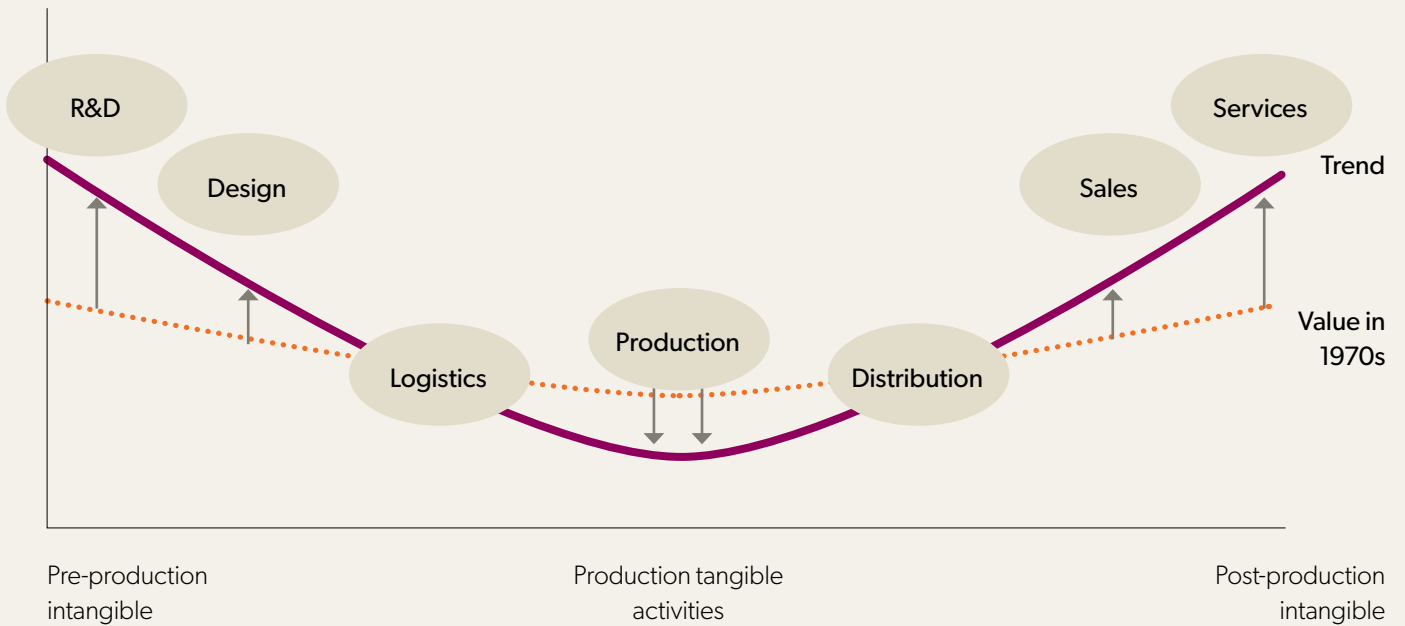 R&D
Services
Trend
Design
Sales
Value in
1970s
Production
Logistics
Distribution
Pre-production
intangible
Production tangible
activities
Post-production
intangible